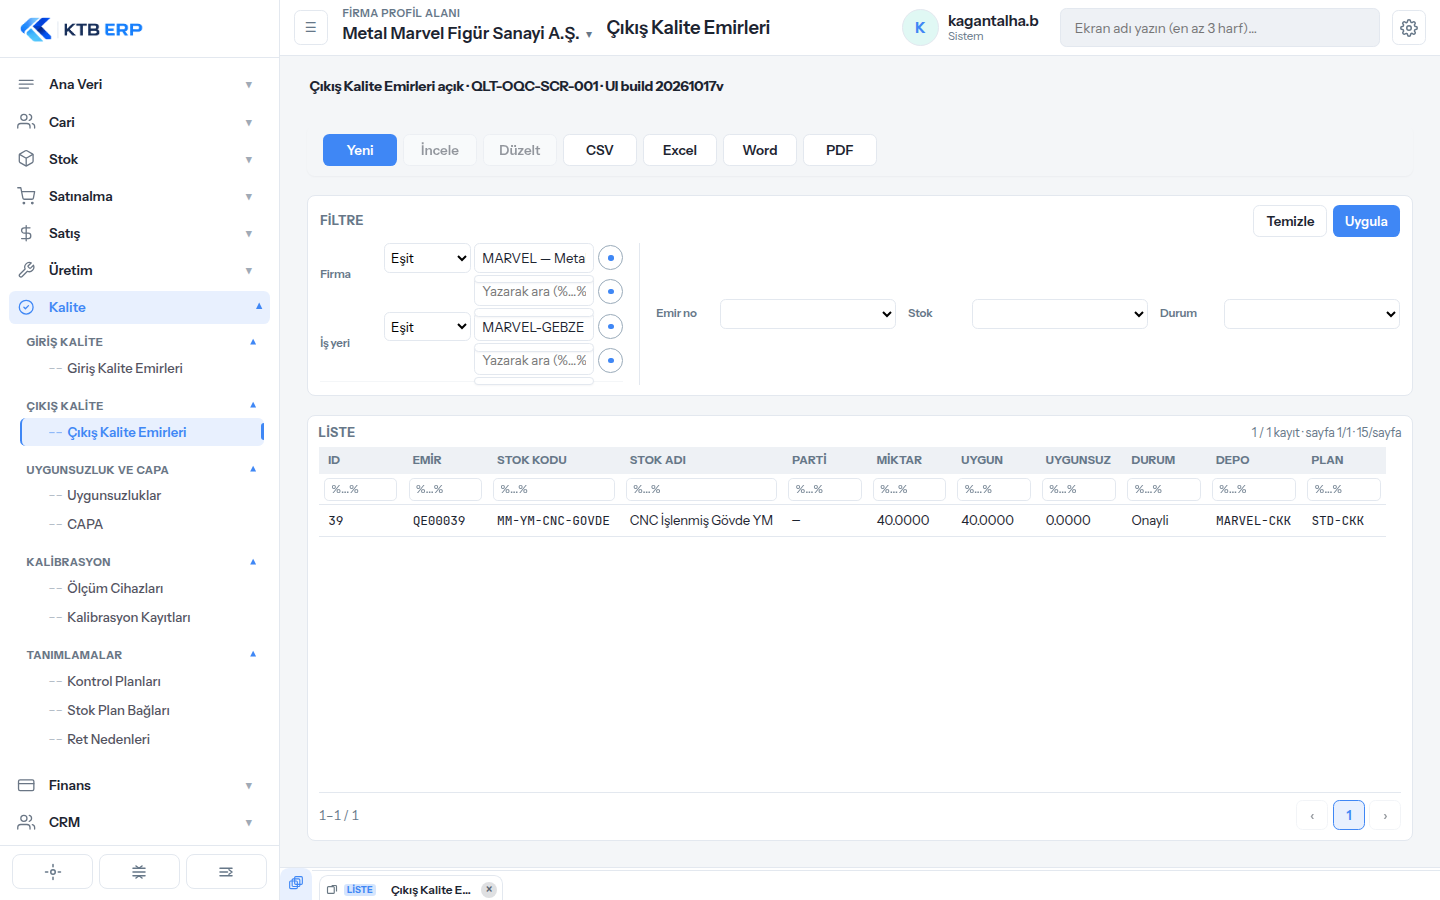 KTB ERP
FİRMA PROFİL ALANI
Metal Marvel Figür Sanayi A.Ş.
Çıkış Kalite Emirleri
K
kagantalha.b
Sistem
Ekran adı yazın (en az 3 harf)...
Ana Veri
Cari
Stok
Satınalma
Satış
Üretim
Kalite
GİRİŞ KALİTE
Giriş Kalite Emirleri
ÇIKIŞ KALİTE
Çıkış Kalite Emirleri
UYGUNSUZLUK VE CAPA
Uygunsuzluklar
CAPA
KALİBRASYON
Ölçüm Cihazları
Kalibrasyon Kayıtları
TANIMLAMALAR
Kontrol Planları
Stok Plan Bağları
Ret Nedenleri
Finans
CRM
Çıkış Kalite Emirleri açık · QLT-OQC-SCR-001 · UI build 20261017v
Yeni İncele Düzelt CSV Excel Word PDF
FİLTRE
Temizle Uygula
Firma Eşit MARVEL — Meta
Yazarak ara (%...%
İş yeri Eşit MARVEL-GEBZE
Yazarak ara (%...%
Emir no Stok Durum
LİSTE
1 / 1 kayıt · sayfa 1/1 · 15/sayfa
ID EMİR STOK KODU STOK ADI PARTİ MİKTAR UYGUN UYGUNSUZ DURUM DEPO PLAN
%...% %...% %...% %...% %...% %...% %...% %...% %...% %...% %...%
39 QE00039 MM-YM-CNC-GOVDE CNC İşlenmiş Gövde YM — 40.0000 40.0000 0.0000 Onayli MARVEL-CKK STD-CKK
1–1 / 1
‹ 1 ›
LİSTE Çıkış Kalite E... ×